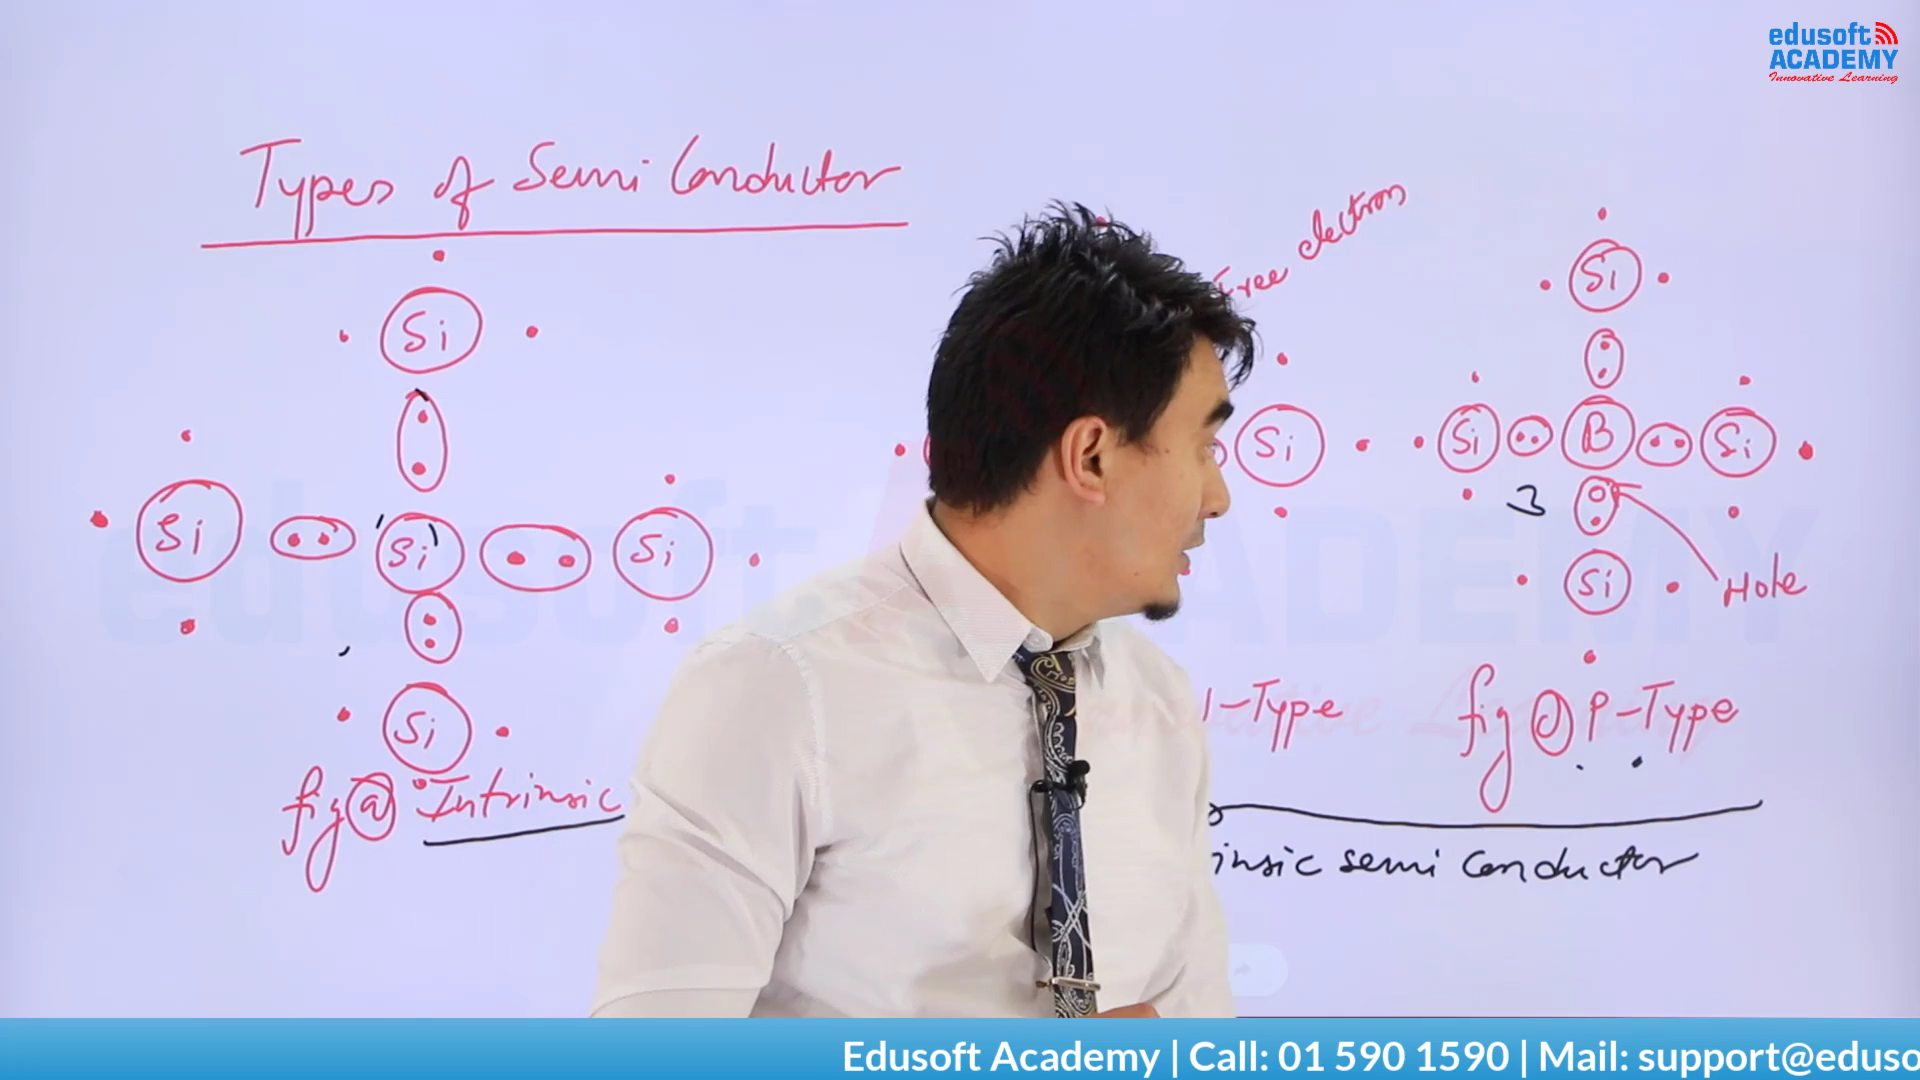 edusoft
ACADEMY
Innovative Learning
Types of Semi Conductor
Free electron
Si
Si
Si
Si
Si
Si
Si
Si B Si
3
Si
Hole
fig (a) Intrinsic
-Type
fig (c) P-Type
insic semi conductor
edusoft ACADEMY
Edusoft Academy | Call: 01 590 1590 | Mail: support@eduso